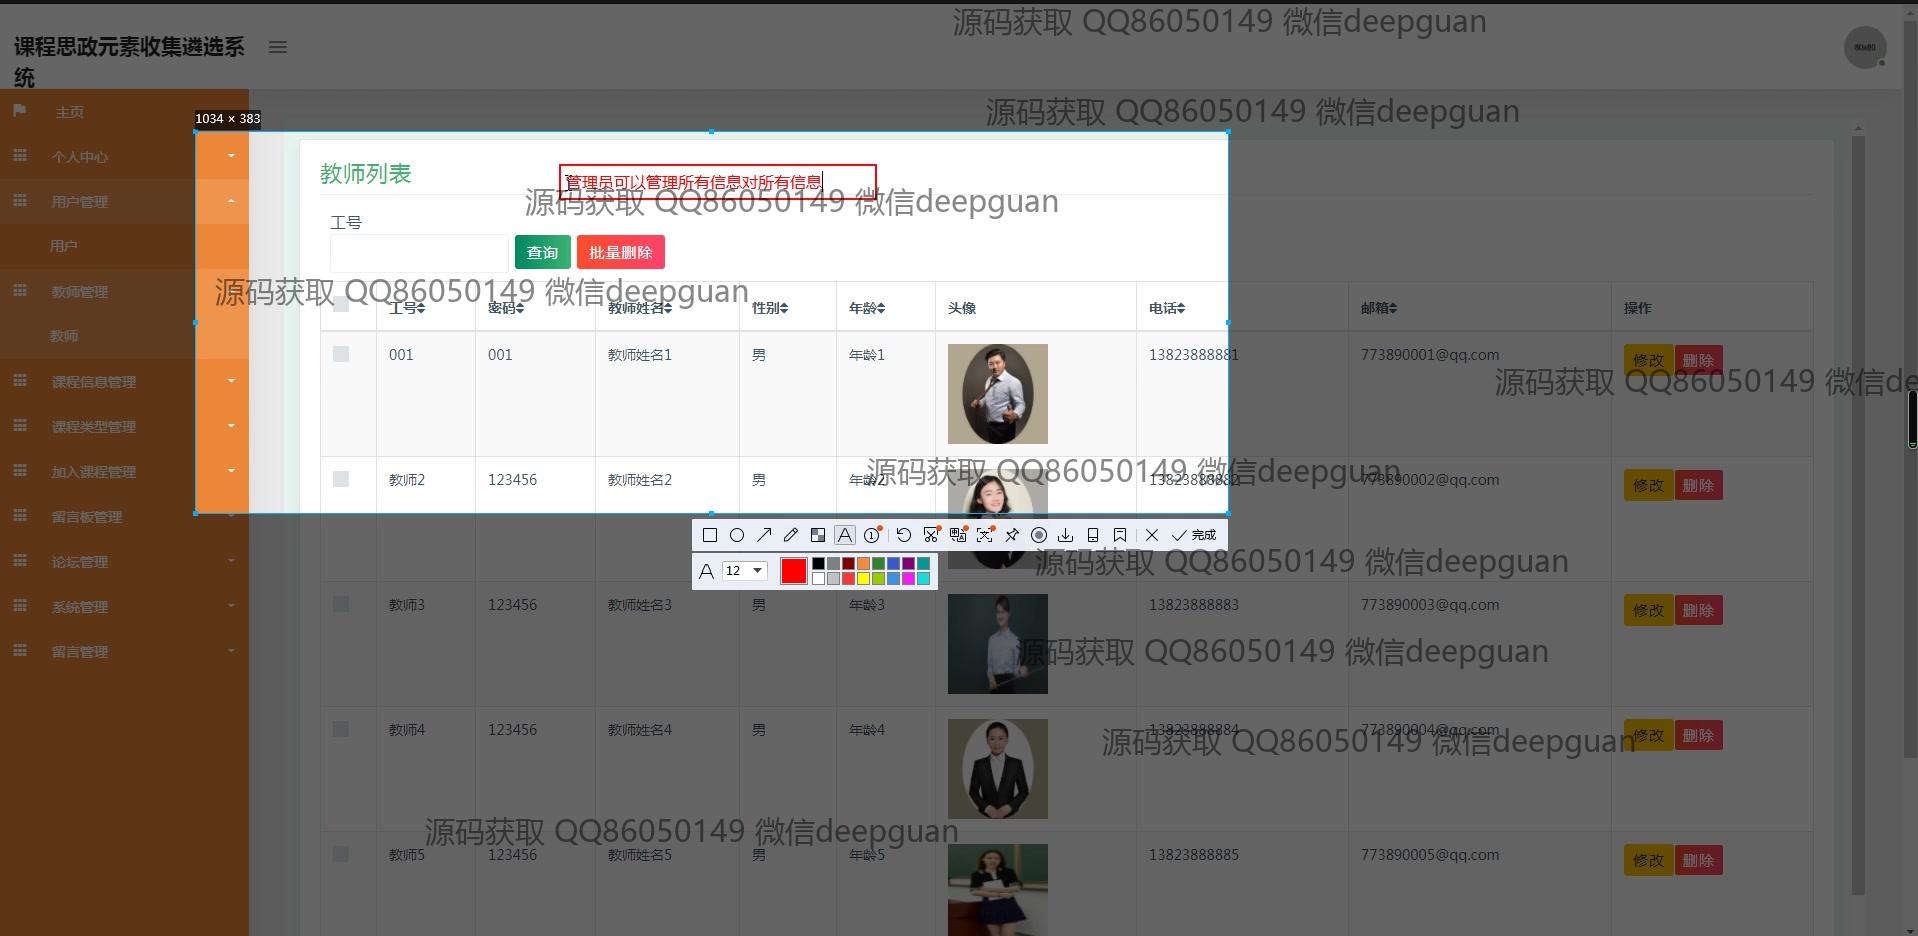 源码获取 QQ86050149 微信deepguan
课程思政元素收集遴选系
统
80x80
源码获取 QQ86050149 微信deepguan
主页
1034 × 383
个人中心
教师列表
管理员可以管理所有信息对所有信息
用户管理
源码获取 QQ86050149 微信deepguan
工号
用户
查询 批量删除
教师管理
源码获取 QQ86050149 微信deepguan
工号 密码 教师姓名 性别 年龄 头像 电话 邮箱 操作
教师
001 001 教师姓名1 男 年龄1 13823888881 773890001@qq.com 修改 删除
课程信息管理
源码获取 QQ86050149 微信de
课程类型管理
加入课程管理
源码获取 QQ86050149 微信deepguan
教师2 123456 教师姓名2 男 年龄2 13823888882 773890002@qq.com 修改 删除
留言板管理
A 1 完成
论坛管理
源码获取 QQ86050149 微信deepguan
A 12
系统管理
教师3 123456 教师姓名3 男 年龄3 13823888883 773890003@qq.com 修改 删除
留言管理
源码获取 QQ86050149 微信deepguan
教师4 123456 教师姓名4 男 年龄4 13823888884 773890004@qq.com 修改 删除
源码获取 QQ86050149 微信deepguan
源码获取 QQ86050149 微信deepguan
教师5 123456 教师姓名5 男 年龄5 13823888885 773890005@qq.com 修改 删除